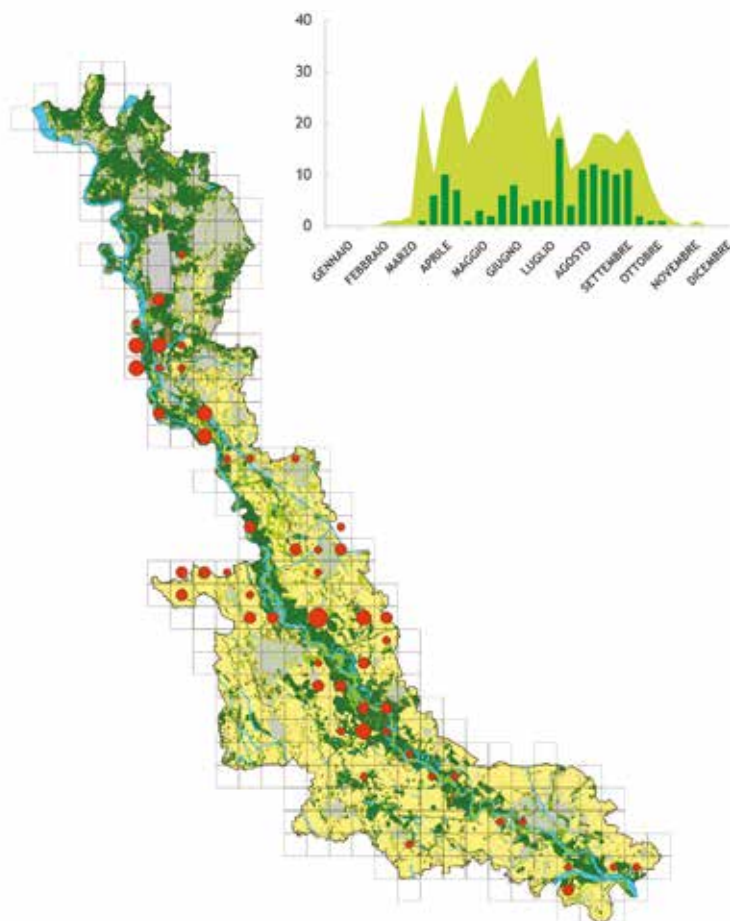 40
30
20
10
0
GENNAIO
FEBBRAIO
MARZO
APRILE
MAGGIO
GIUGNO
LUGLIO
AGOSTO
SETTEMBRE
OTTOBRE
NOVEMBRE
DICEMBRE